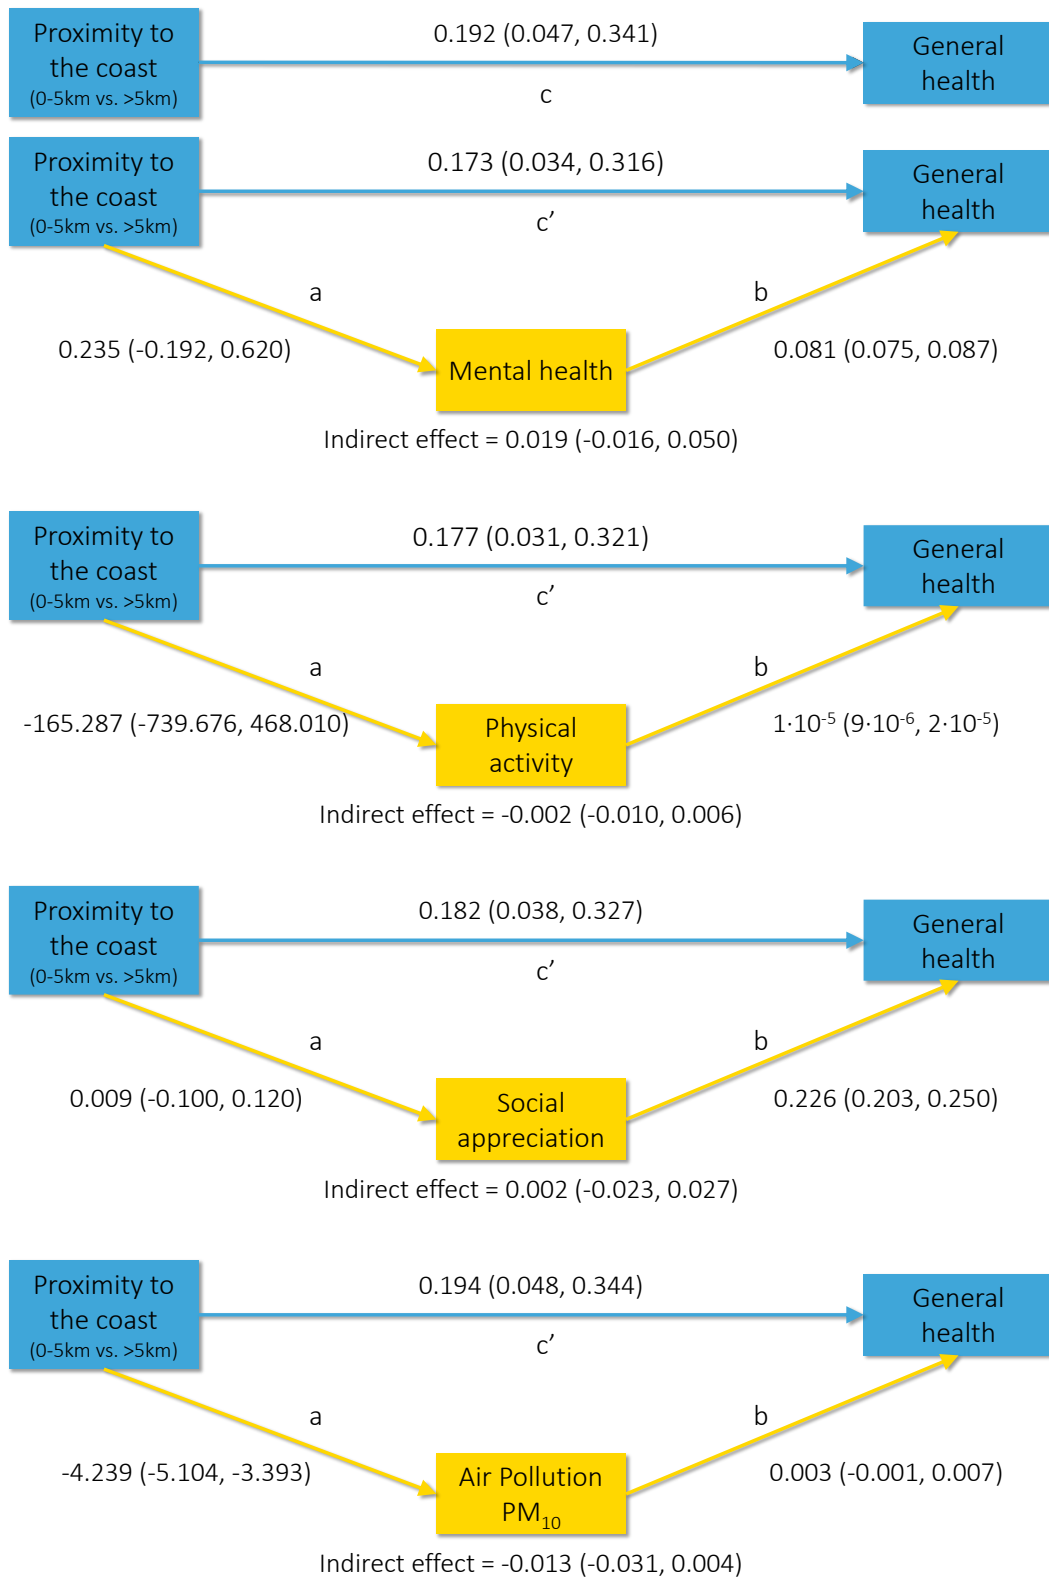 Proximity to
the coast
(0-5km vs. >5km)
0.192 (0.047, 0.341)
c
General
health
Proximity to
the coast
(0-5km vs. >5km)
0.173 (0.034, 0.316)
c’
General
health
a
b
0.235 (-0.192, 0.620)
Mental health
0.081 (0.075, 0.087)
Indirect effect = 0.019 (-0.016, 0.050)
Proximity to
the coast
(0-5km vs. >5km)
0.177 (0.031, 0.321)
c’
General
health
a
b
-165.287 (-739.676, 468.010)
Physical
activity
1·10⁻⁵ (9·10⁻⁶, 2·10⁻⁵)
Indirect effect = -0.002 (-0.010, 0.006)
Proximity to
the coast
(0-5km vs. >5km)
0.182 (0.038, 0.327)
c’
General
health
a
b
0.009 (-0.100, 0.120)
Social
appreciation
0.226 (0.203, 0.250)
Indirect effect = 0.002 (-0.023, 0.027)
Proximity to
the coast
(0-5km vs. >5km)
0.194 (0.048, 0.344)
c’
General
health
a
b
-4.239 (-5.104, -3.393)
Air Pollution
PM₁₀
0.003 (-0.001, 0.007)
Indirect effect = -0.013 (-0.031, 0.004)